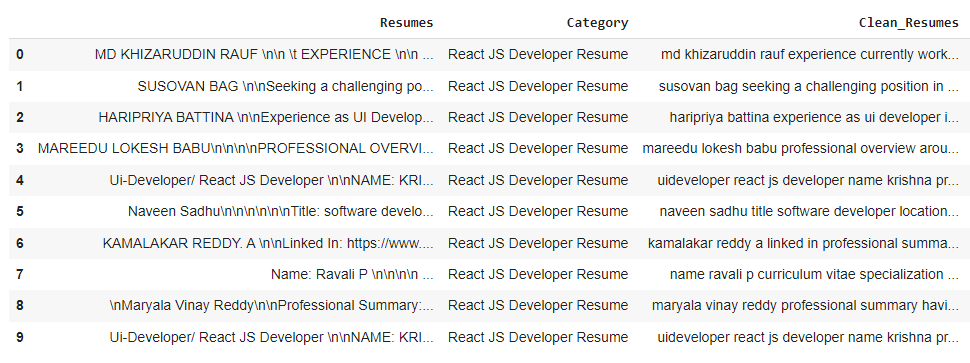 Resumes Category Clean_Resumes
0 MD KHIZARUDDIN RAUF \n\n \t EXPERIENCE \n\n ... React JS Developer Resume md khizaruddin rauf experience currently work...
1 SUSOVAN BAG \n\nSeeking a challenging po... React JS Developer Resume susovan bag seeking a challenging position in ...
2 HARIPRIYA BATTINA \n\nExperience as UI Develop... React JS Developer Resume haripriya battina experience as ui developer i...
3 MAREEDU LOKESH BABU\n\n\n\nPROFESSIONAL OVERVI... React JS Developer Resume mareedu lokesh babu professional overview arou...
4 Ui-Developer/ React JS Developer \n\nNAME: KRI... React JS Developer Resume uideveloper react js developer name krishna pr...
5 Naveen Sadhu\n\n\n\n\n\nTitle: software develo... React JS Developer Resume naveen sadhu title software developer location...
6 KAMALAKAR REDDY. A \n\nLinked In: https://www.... React JS Developer Resume kamalakar reddy a linked in professional summa...
7 Name: Ravali P \n\n\n\n ... React JS Developer Resume name ravali p curriculum vitae specialization ...
8 \nMaryala Vinay Reddy\n\nProfessional Summary:... React JS Developer Resume maryala vinay reddy professional summary havi...
9 Ui-Developer/ React JS Developer \n\nNAME: KRI... React JS Developer Resume uideveloper react js developer name krishna pr...